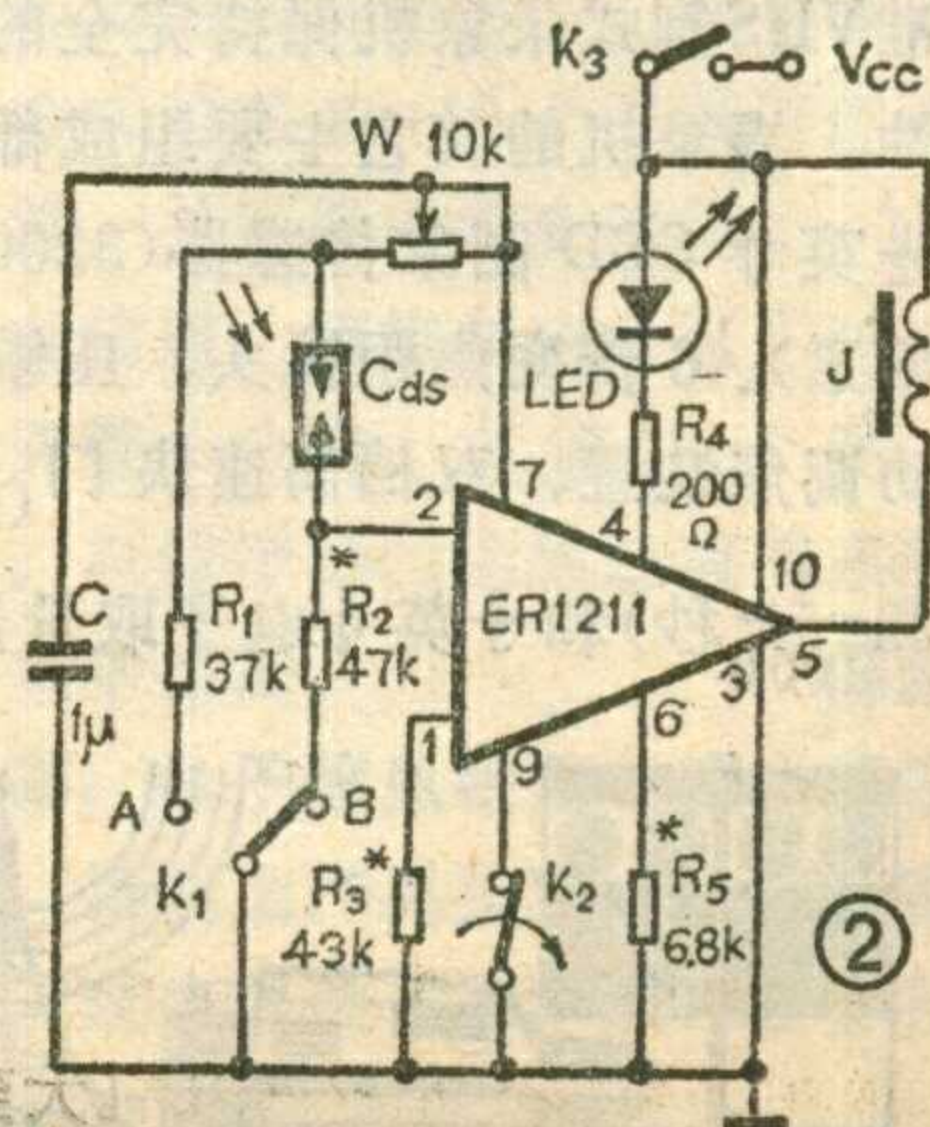 K₃ Vcc
W 10k
Cds
LED
R₄
200
Ω
J
2 7 4 10
ER1211
5
3
6
1 9
C
1μ
R₁
37k
*
R₂
47k
A B
K₁
*
R₃
43k
K₂
*
R₅
6.8k
②